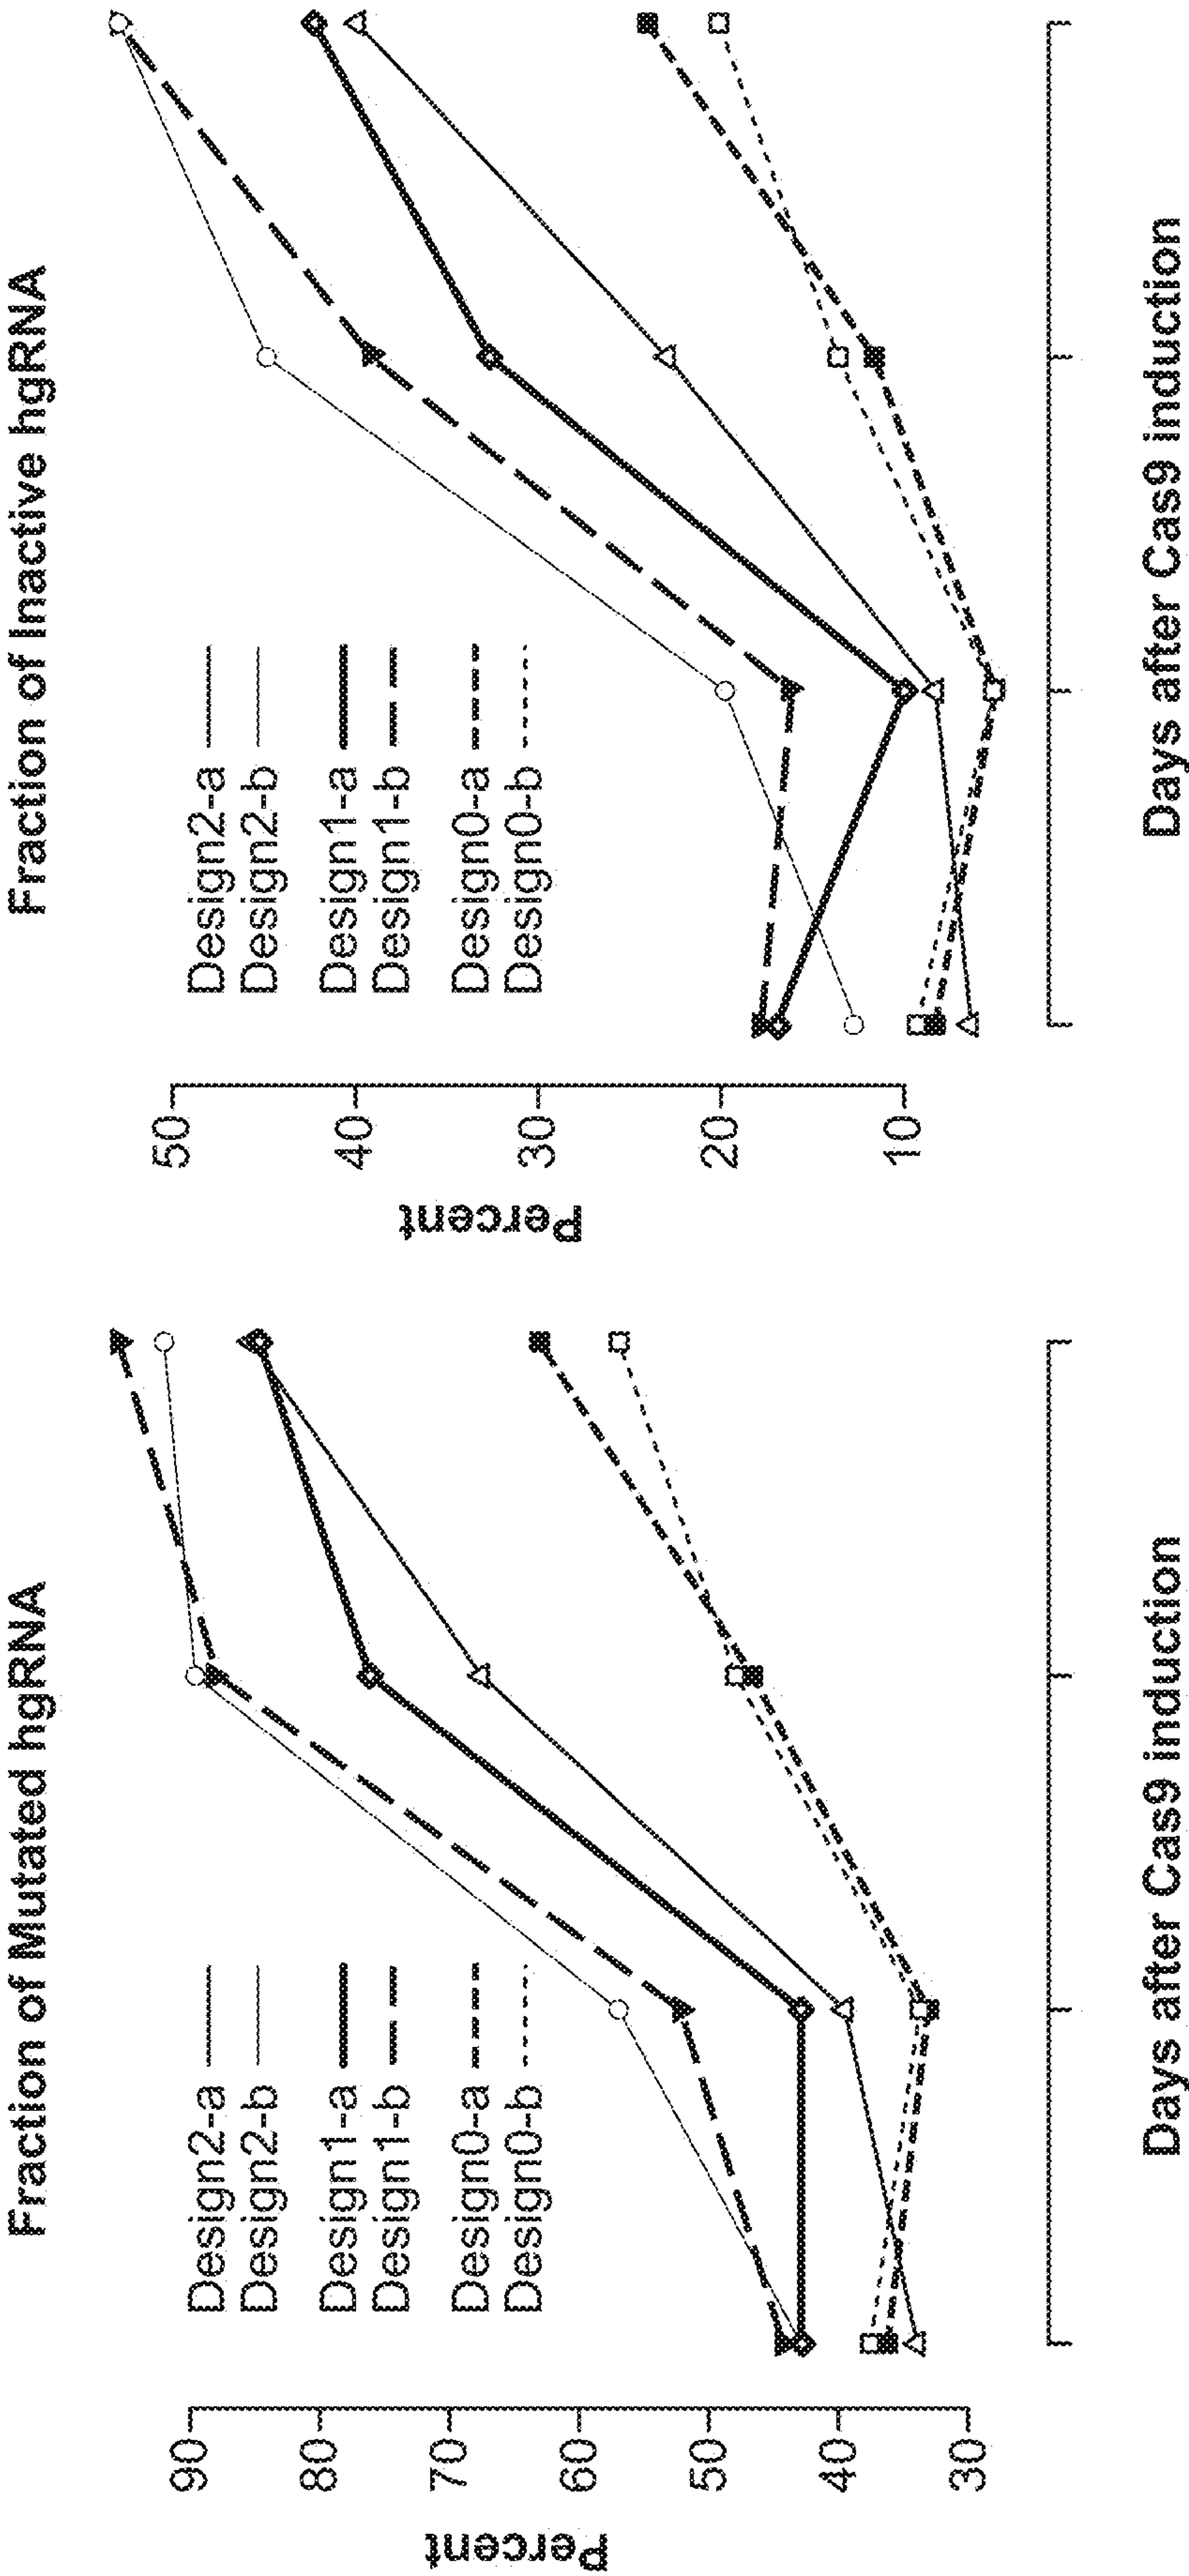 Fraction of Mutated hgRNA
Percent
90
80
70
60
50
40
30
Design2-a
Design2-b
Design1-a
Design1-b
Design0-a
Design0-b
Days after Cas9 induction
Fraction of Inactive hgRNA
Percent
50
40
30
20
10
Design2-a
Design2-b
Design1-a
Design1-b
Design0-a
Design0-b
Days after Cas9 induction